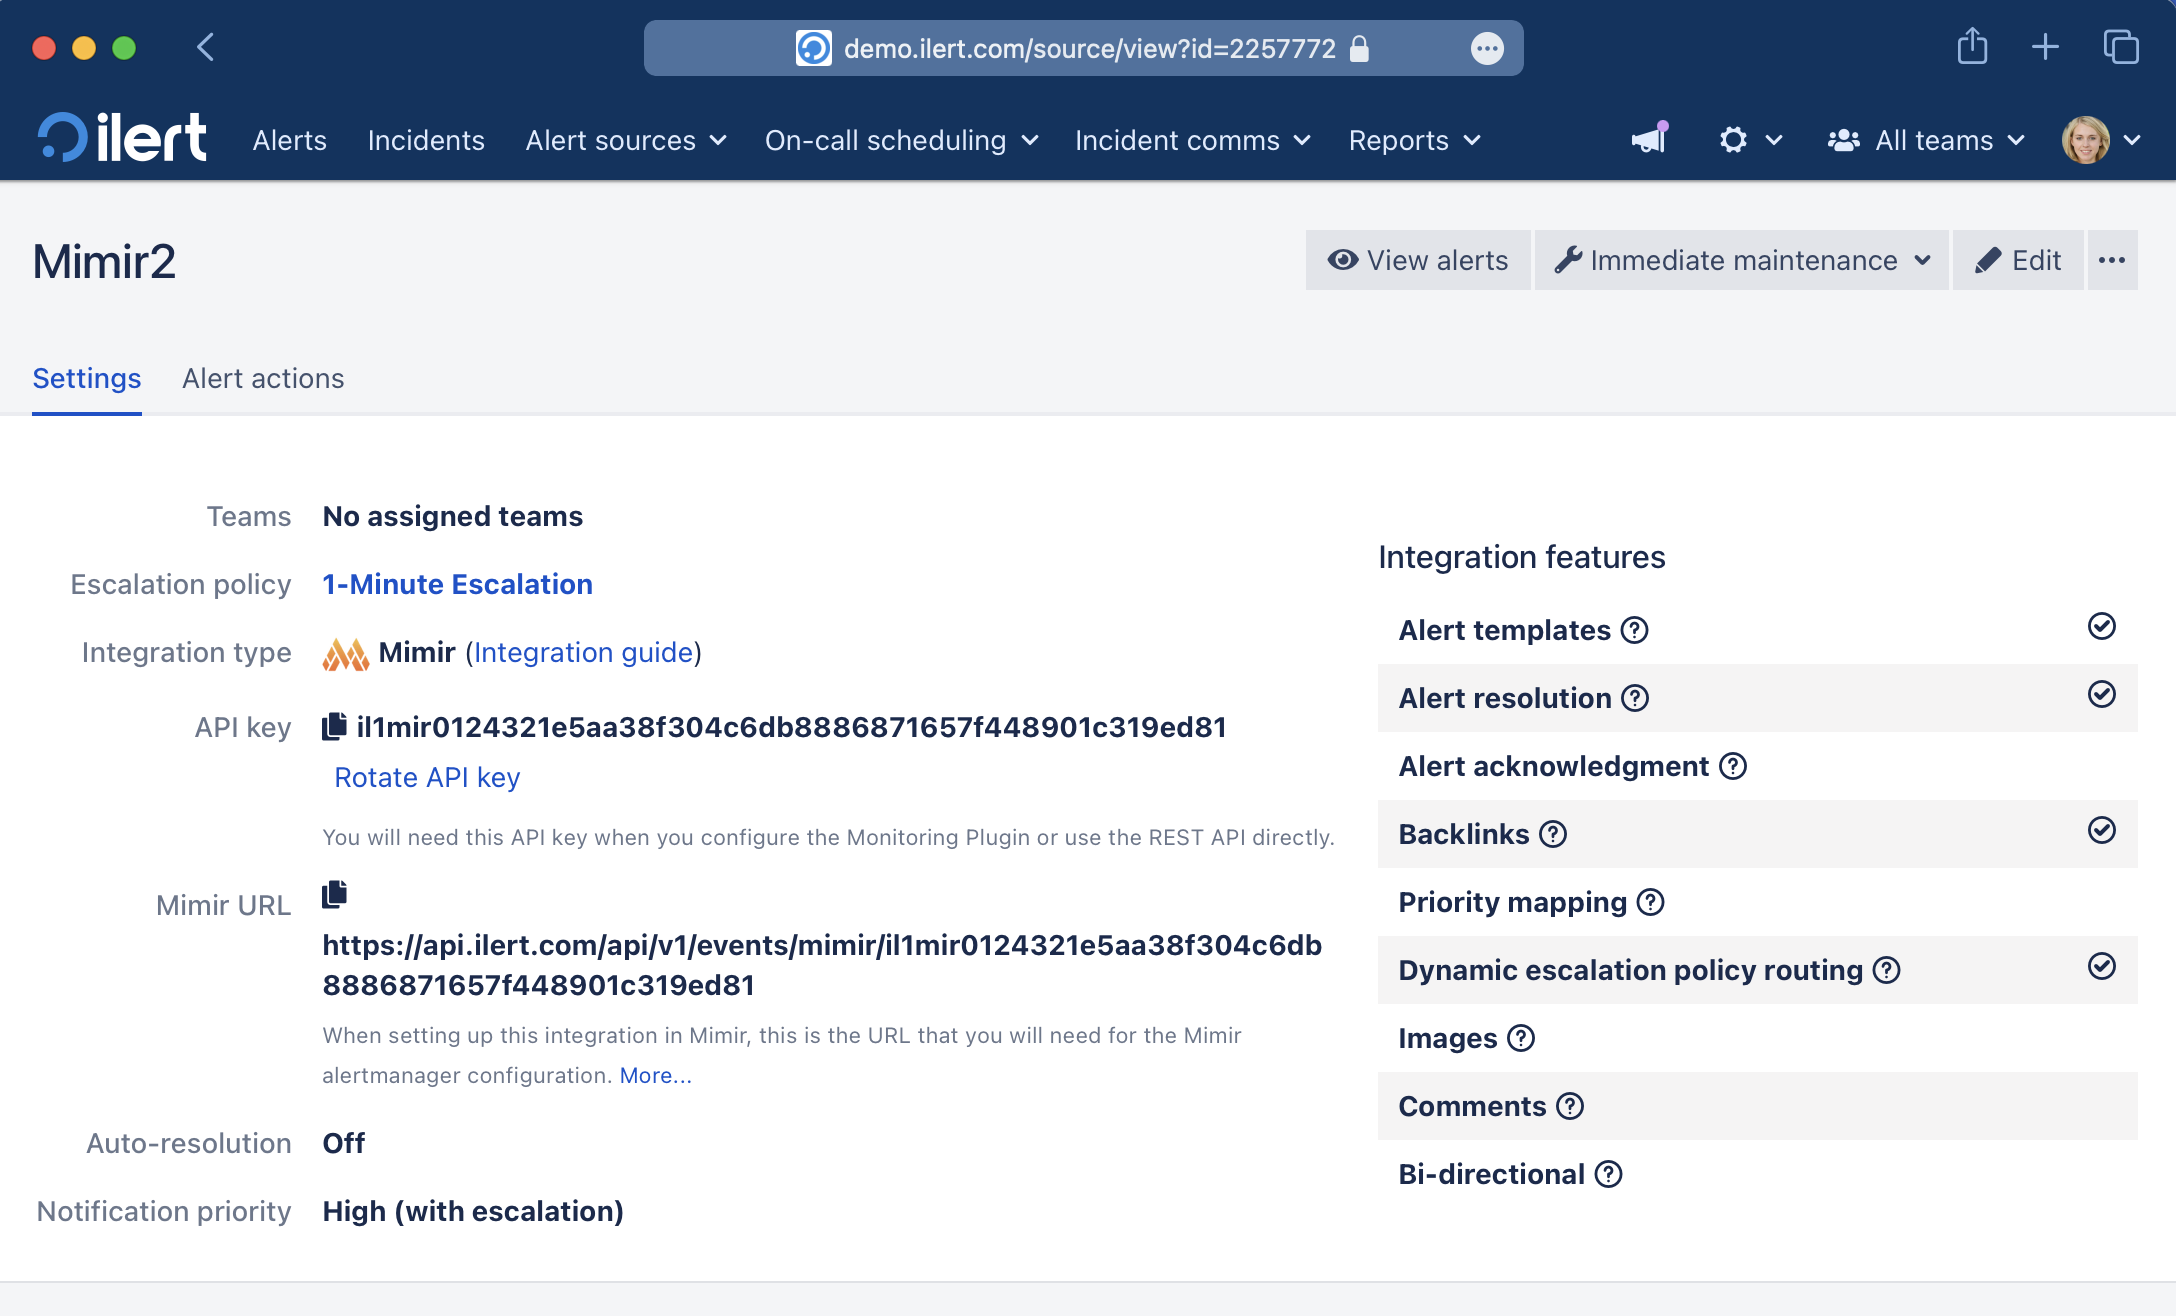 demo.ilert.com/source/view?id=2257772
ilert Alerts Incidents Alert sources On-call scheduling Incident comms Reports All teams
Mimir2
View alerts Immediate maintenance Edit
Settings Alert actions
Teams No assigned teams
Escalation policy 1-Minute Escalation
Integration type Mimir (Integration guide)
API key il1mir0124321e5aa38f304c6db8886871657f448901c319ed81
Rotate API key
You will need this API key when you configure the Monitoring Plugin or use the REST API directly.
Mimir URL
https://api.ilert.com/api/v1/events/mimir/il1mir0124321e5aa38f304c6db
8886871657f448901c319ed81
When setting up this integration in Mimir, this is the URL that you will need for the Mimir
alertmanager configuration. More...
Auto-resolution Off
Notification priority High (with escalation)
Integration features
Alert templates
Alert resolution
Alert acknowledgment
Backlinks
Priority mapping
Dynamic escalation policy routing
Images
Comments
Bi-directional